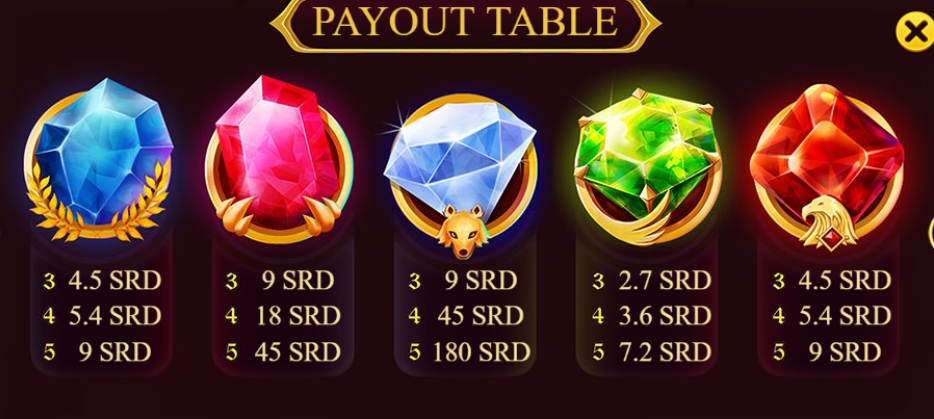 PAYOUT TABLE
3 4.5 SRD
4 5.4 SRD
5 9 SRD
3 9 SRD
4 18 SRD
5 45 SRD
3 9 SRD
4 45 SRD
5 180 SRD
3 2.7 SRD
4 3.6 SRD
5 7.2 SRD
3 4.5 SRD
4 5.4 SRD
5 9 SRD